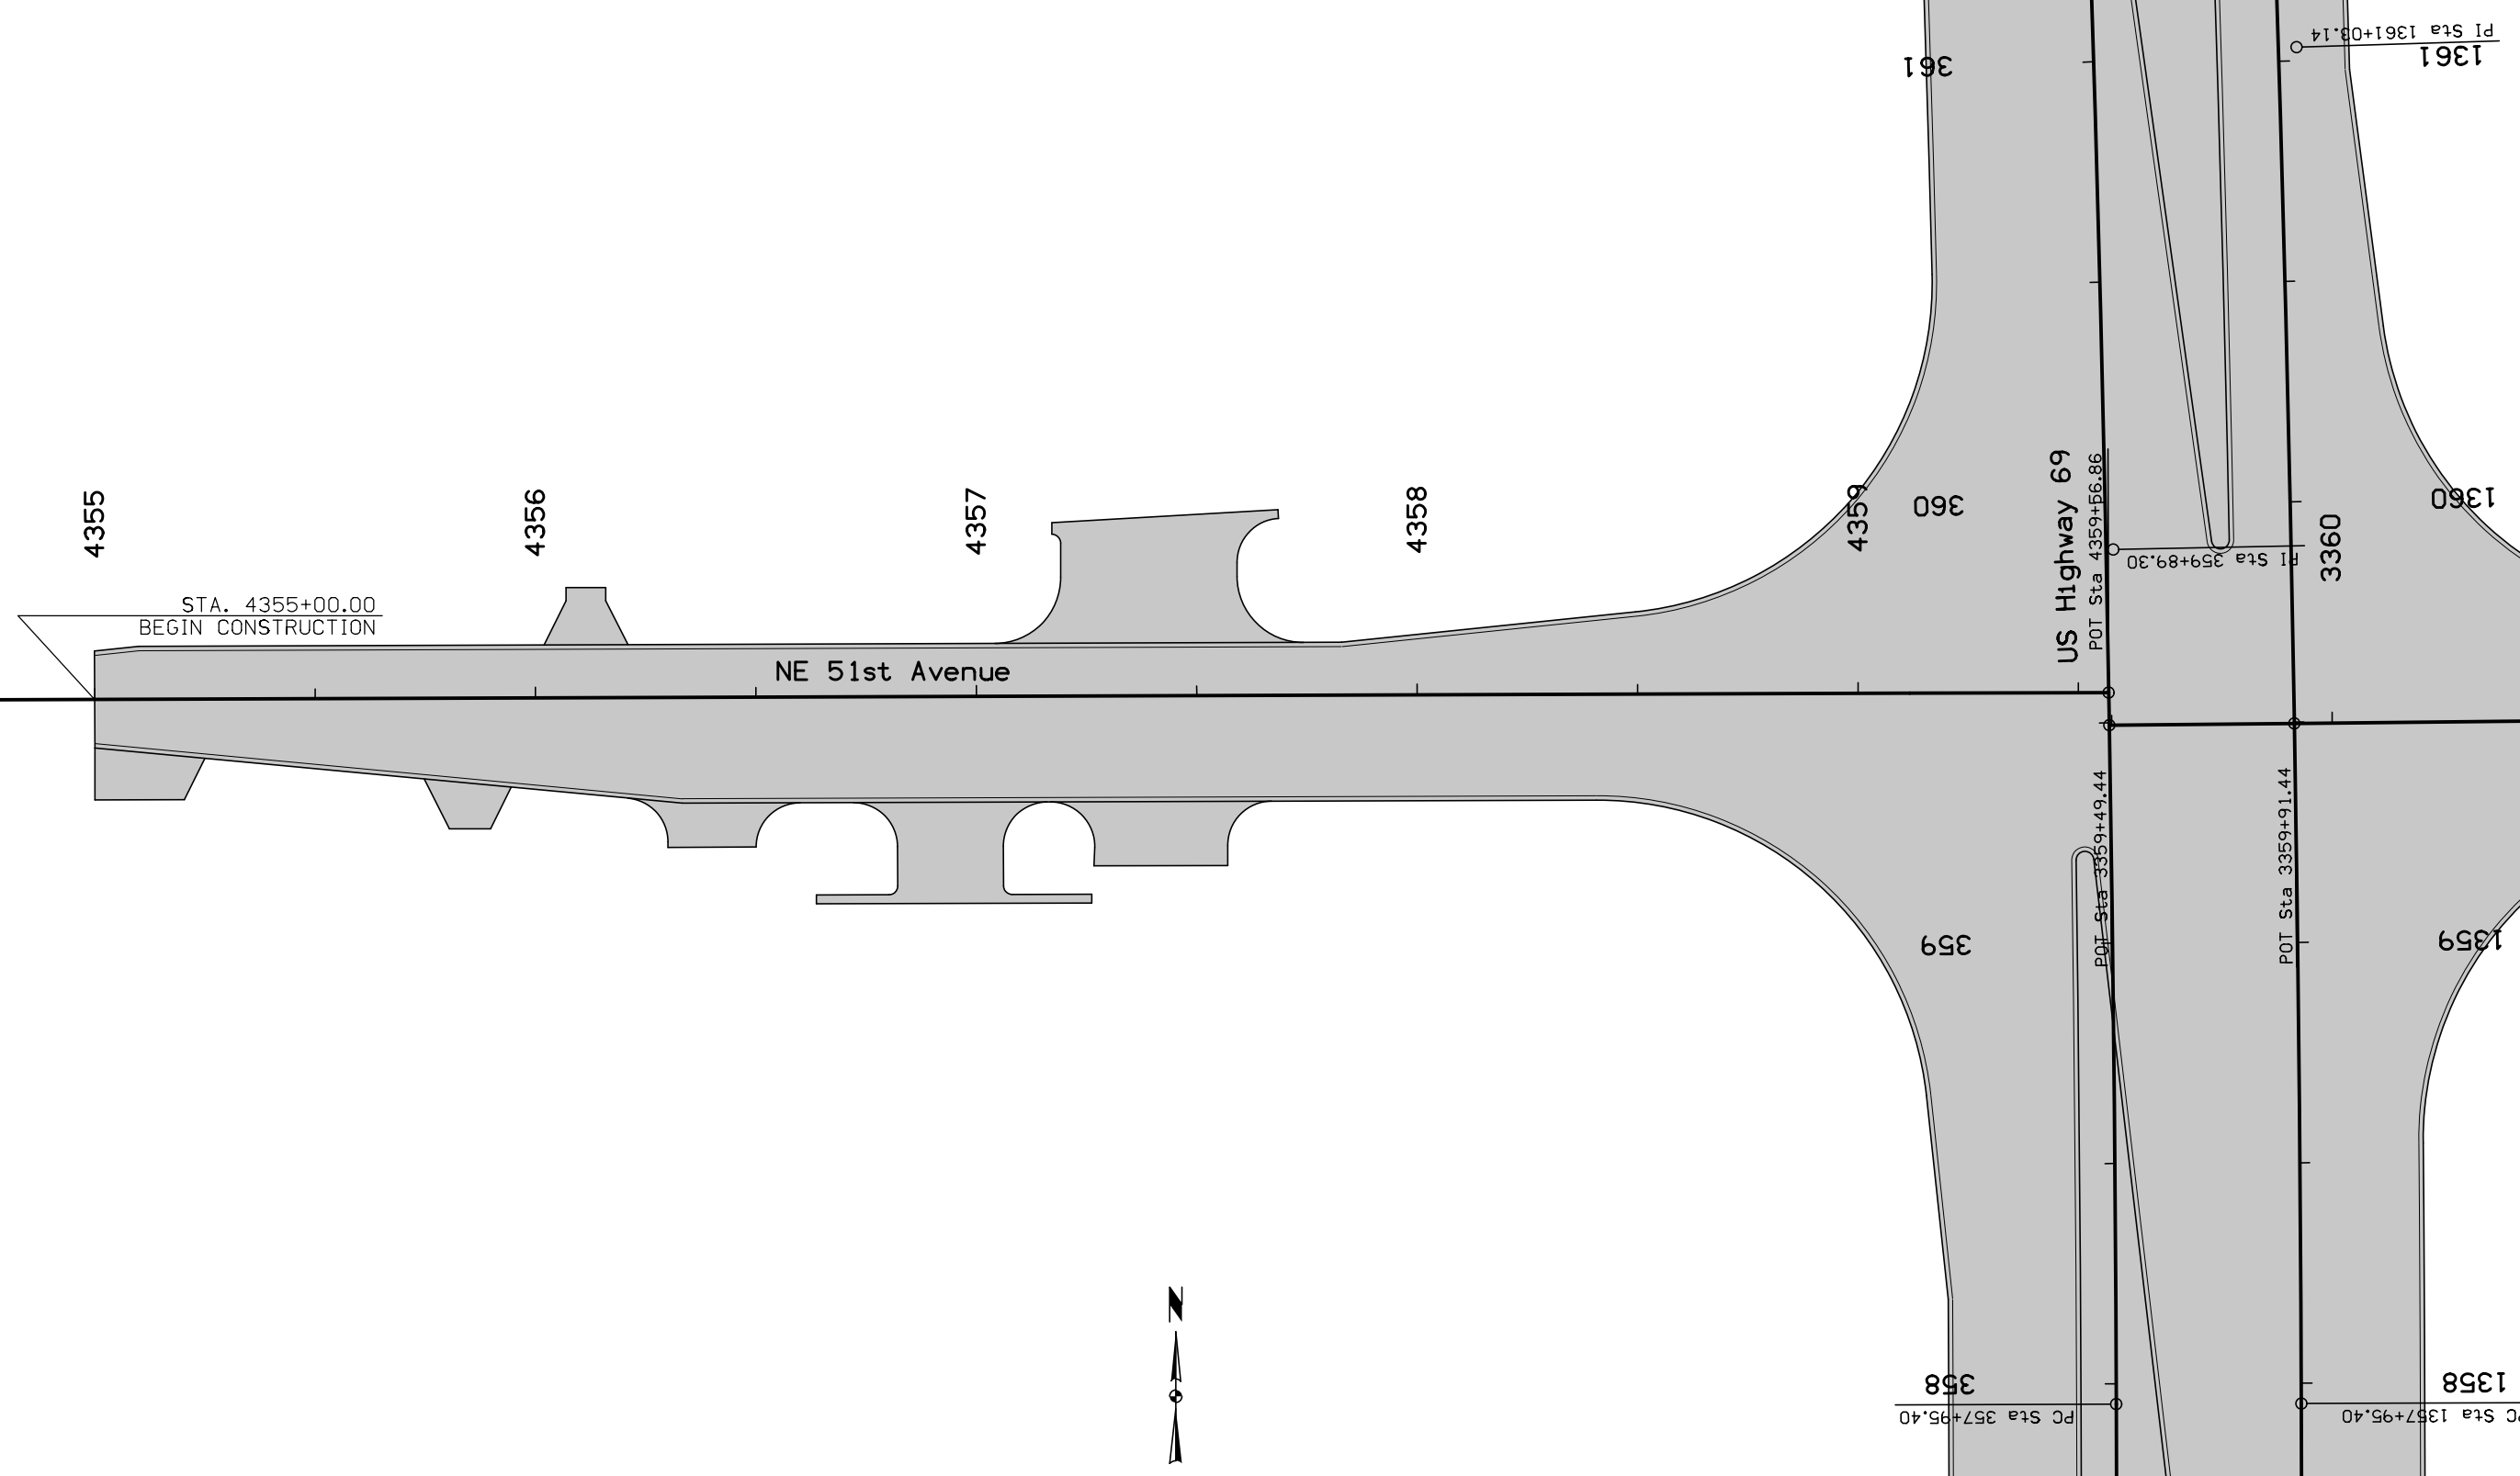 PI Sta 1361+03.14
361
1361
4355
4356
4357
4358
4359
360
US Highway 69
POT Sta 4359+56.86
1360
3360
PI Sta 359+89.30
STA. 4355+00.00
BEGIN CONSTRUCTION
NE 51st Avenue
POT Sta 3359+49.44
POT Sta 3359+91.44
359
1359
N
358
1358
PC Sta 357+95.40
PC Sta 1357+95.40